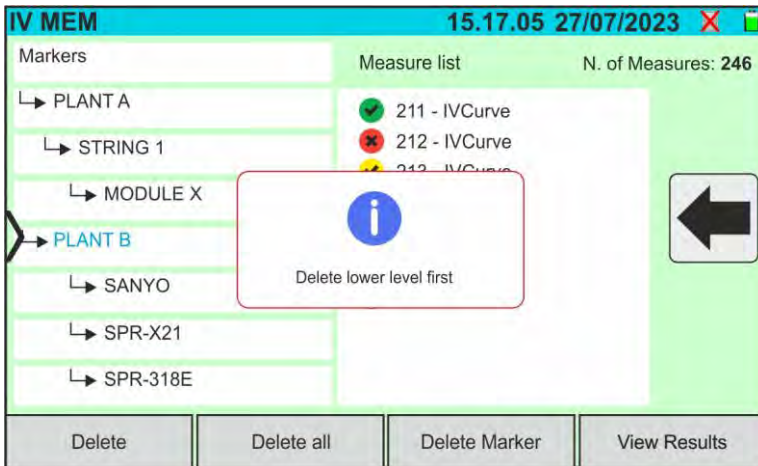 IV MEM 15.17.05 27/07/2023
Markers
PLANT A
STRING 1
MODULE X
PLANT B
SANYO
SPR-X21
SPR-318E
Measure list N. of Measures: 246
211 - IVCurve
212 - IVCurve
213 - IVCurve
Delete lower level first
Delete Delete all Delete Marker View Results